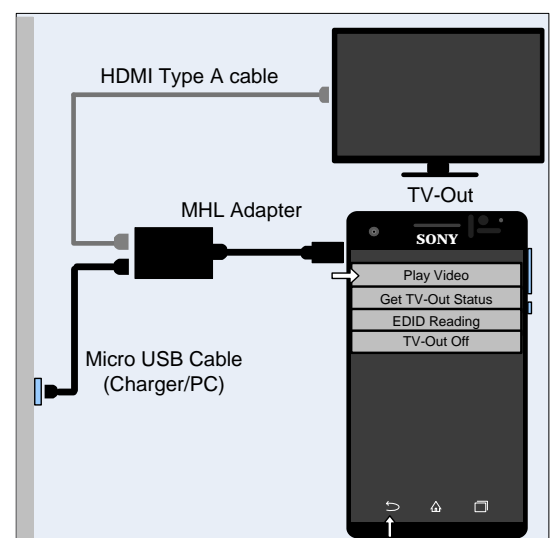 HDMI Type A cable
TV-Out
MHL Adapter
SONY
Play Video
Get TV-Out Status
EDID Reading
TV-Out Off
Micro USB Cable
(Charger/PC)